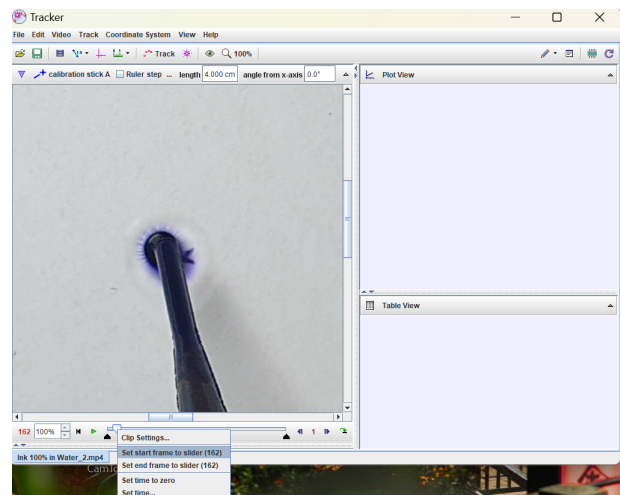 Tracker
File Edit Video Track Coordinate System View Help
Track 100%
calibration stick A Ruler step ... length 4.000 cm angle from x-axis 0.0°
Plot View
Table View
162 100% 1
Clip Settings...
Set start frame to slider (162)
Set end frame to slider (162)
Set time to zero
Set time...
Ink 100% in Water_2.mp4